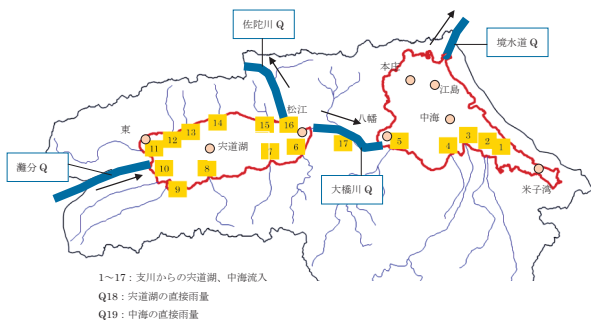 佐陀川 Q
境水道 Q
本庄
江島
松江
八幡
中海
東
宍道湖
灘分 Q
大橋川 Q
米子湾
14
13
12
11
10
9
8
7
15
16
6
17
5
4
3
2
1
1～17：支川からの宍道湖、中海流入
Q18：宍道湖の直接雨量
Q19：中海の直接雨量